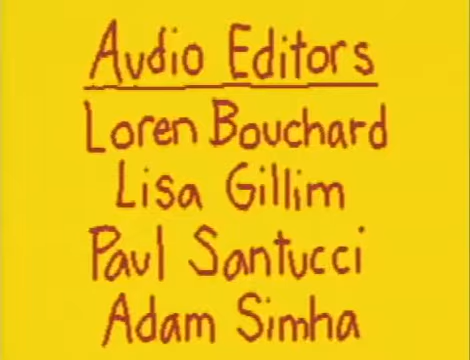 Audio Editors
Loren Bouchard
Lisa Gillim
Paul Santucci
Adam Simha